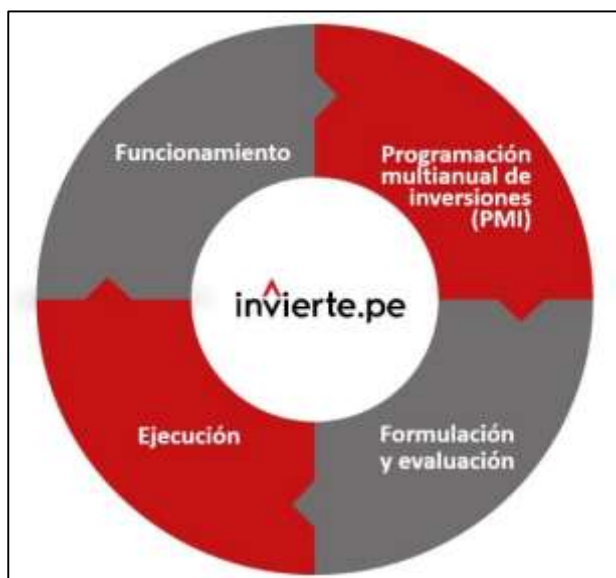 Funcionamiento
Programación
multianual de
inversiones
(PMI)
invierte.pe
Ejecución
Formulación
y evaluación